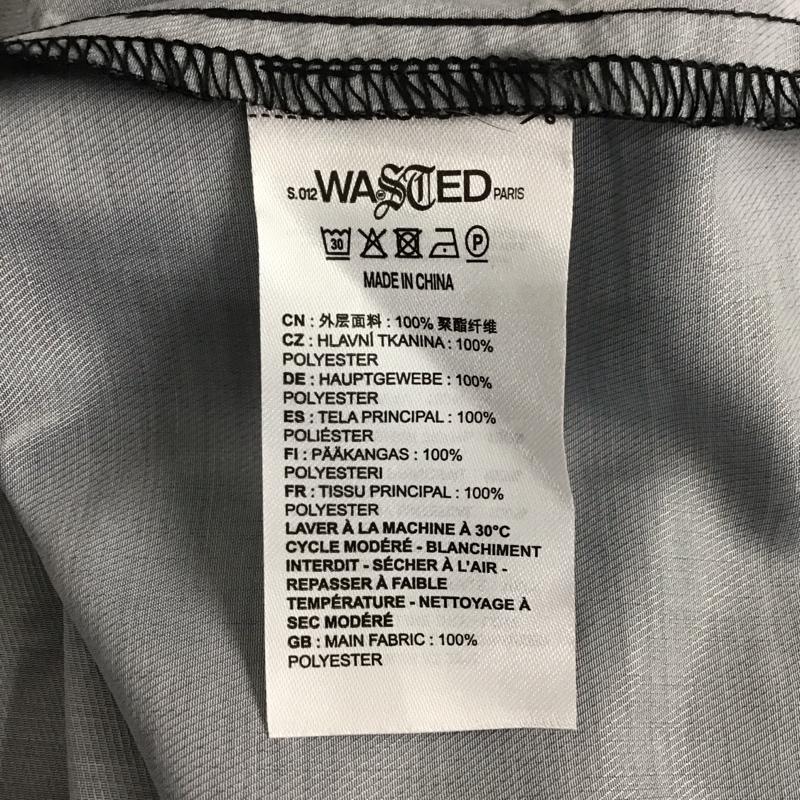 S.012 WASTED PARIS
30 P
MADE IN CHINA
CN : 外层面料 : 100% 聚酯纤维
CZ : HLAVNÍ TKANINA : 100%
POLYESTER
DE : HAUPTGEWEBE : 100%
POLYESTER
ES : TELA PRINCIPAL : 100%
POLIÉSTER
FI : PÄÄKANGAS : 100%
POLYESTERI
FR : TISSU PRINCIPAL : 100%
POLYESTER
LAVER À LA MACHINE À 30°C
CYCLE MODÉRÉ - BLANCHIMENT
INTERDIT - SÉCHER À L'AIR -
REPASSER À FAIBLE
TEMPÉRATURE - NETTOYAGE À
SEC MODÉRÉ
GB : MAIN FABRIC : 100%
POLYESTER